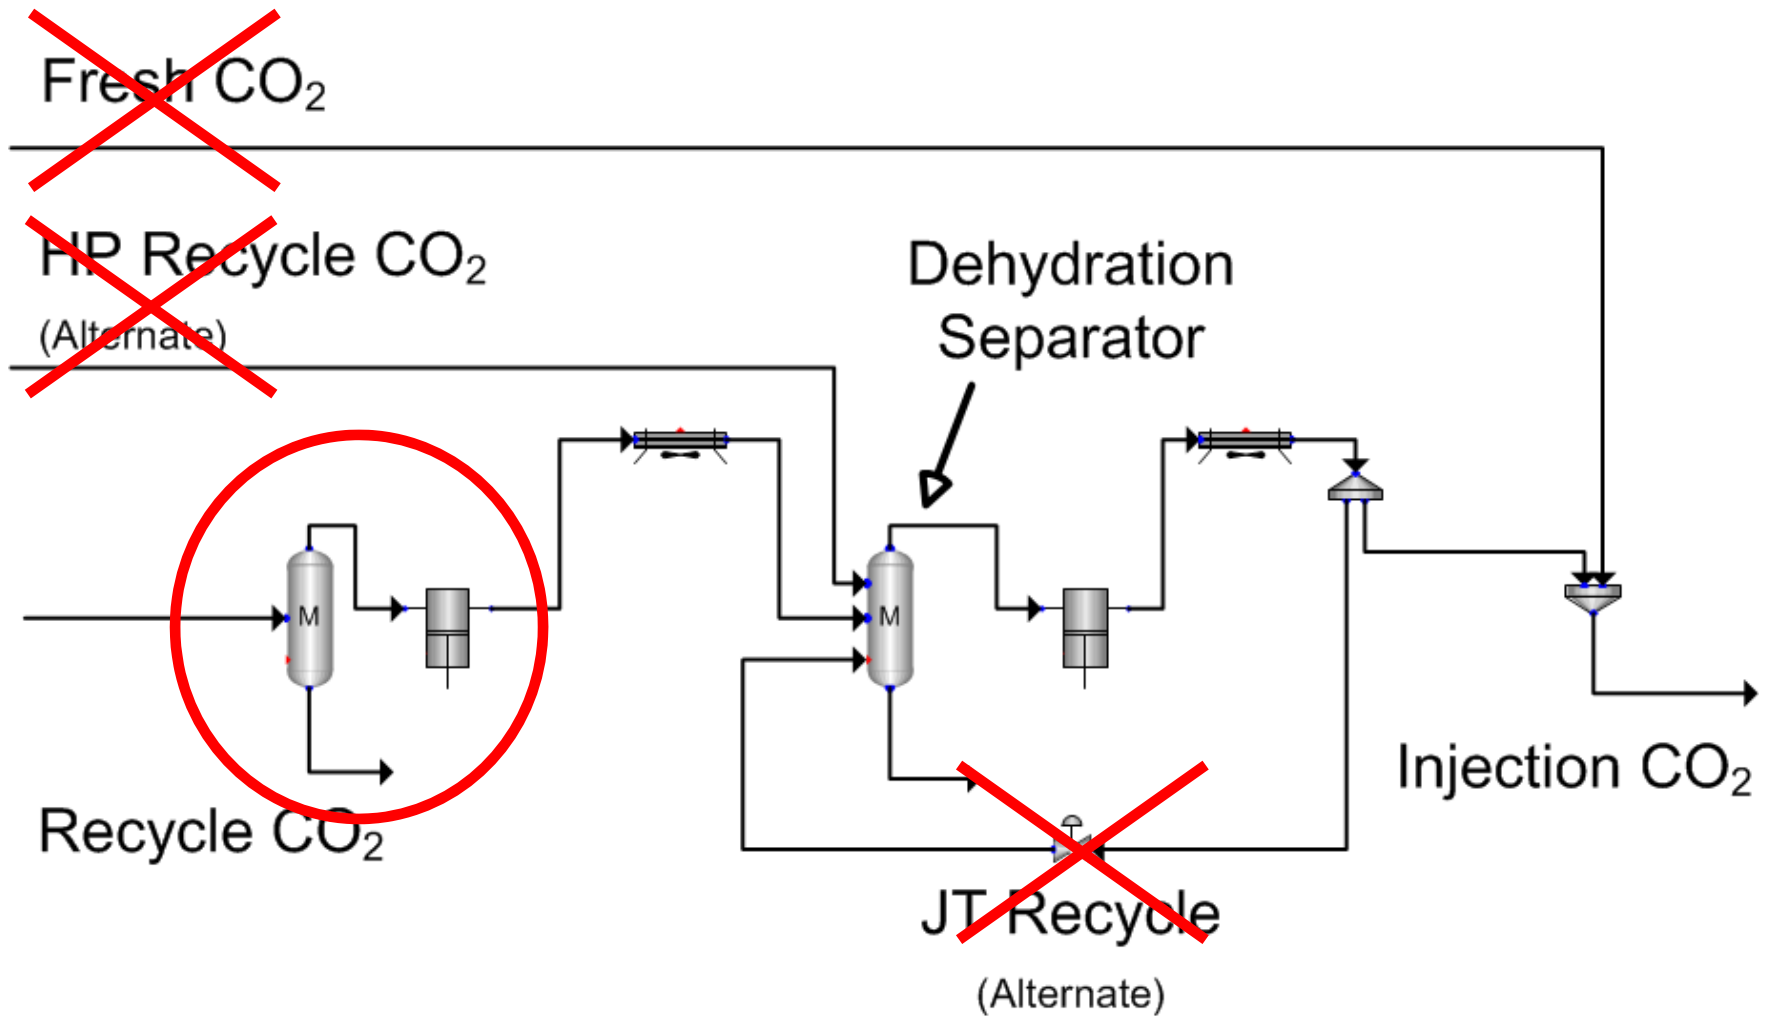 Fresh CO₂
HP Recycle CO₂
(Alternate)
Dehydration
Separator
M
M
Injection CO₂
Recycle CO₂
JT Recycle
(Alternate)